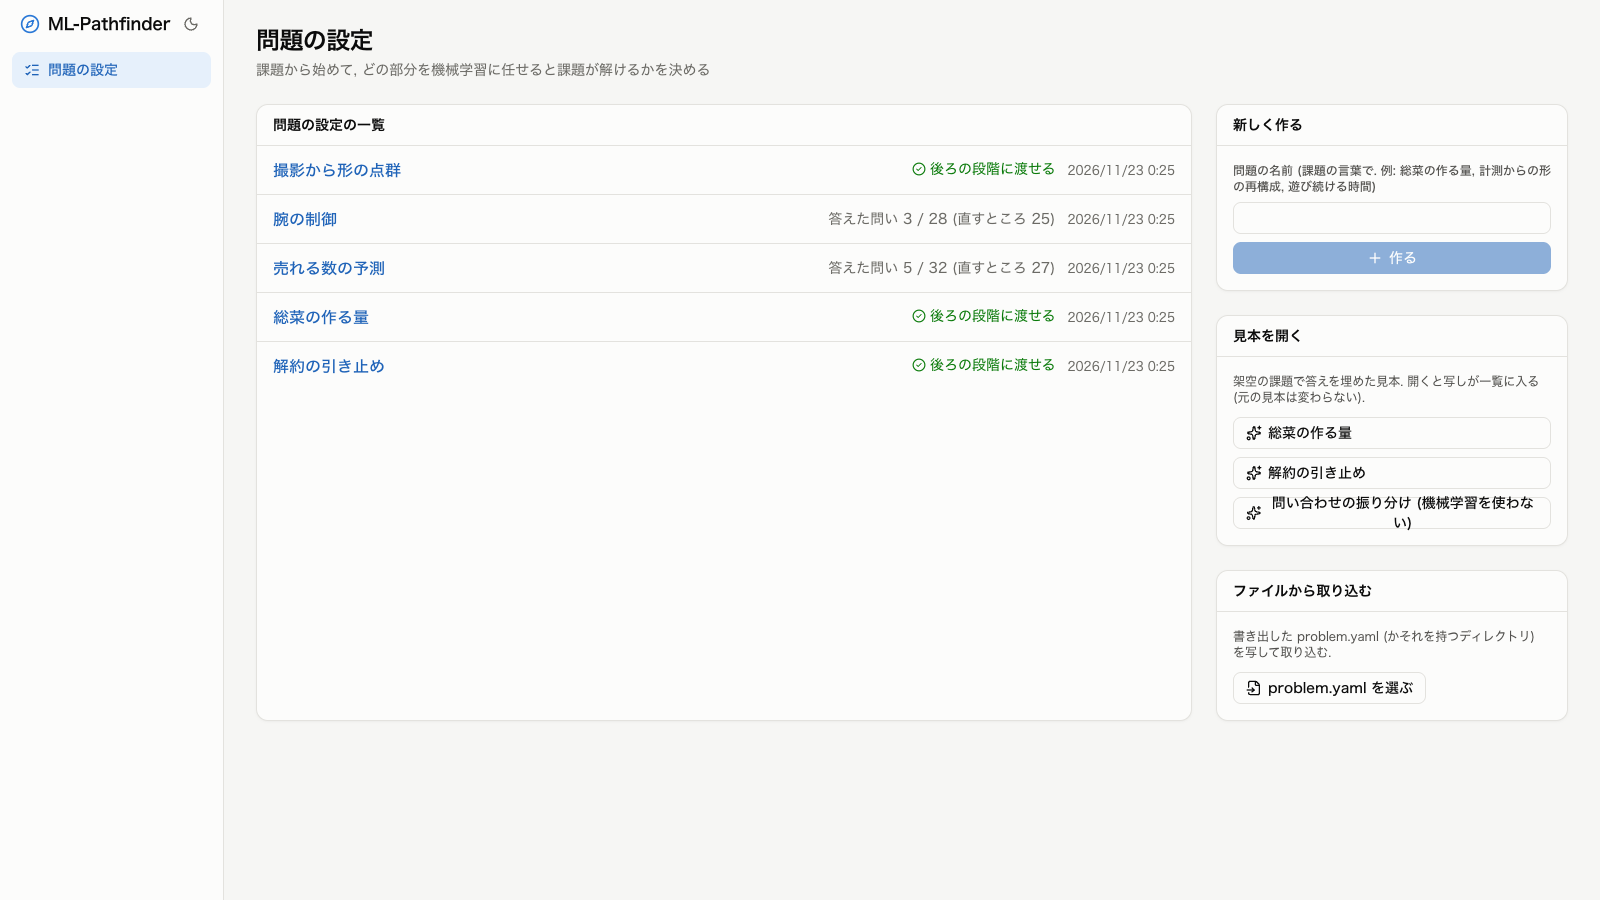 ML-Pathfinder
問題の設定
問題の設定
課題から始めて, どの部分を機械学習に任せると課題が解けるかを決める
問題の設定の一覧
撮影から形の点群 後ろの段階に渡せる 2026/11/23 0:25
腕の制御 答えた問い 3 / 28 (直すところ 25) 2026/11/23 0:25
売れる数の予測 答えた問い 5 / 32 (直すところ 27) 2026/11/23 0:25
総菜の作る量 後ろの段階に渡せる 2026/11/23 0:25
解約の引き止め 後ろの段階に渡せる 2026/11/23 0:25
新しく作る
問題の名前 (課題の言葉で. 例: 総菜の作る量, 計測からの形
の再構成, 遊び続ける時間)
+ 作る
見本を開く
架空の課題で答えを埋めた見本. 開くと写しが一覧に入る
(元の見本は変わらない).
総菜の作る量
解約の引き止め
問い合わせの振り分け (機械学習を使わな
い)
ファイルから取り込む
書き出した problem.yaml (かそれを持つディレクトリ)
を写して取り込む.
problem.yaml を選ぶ